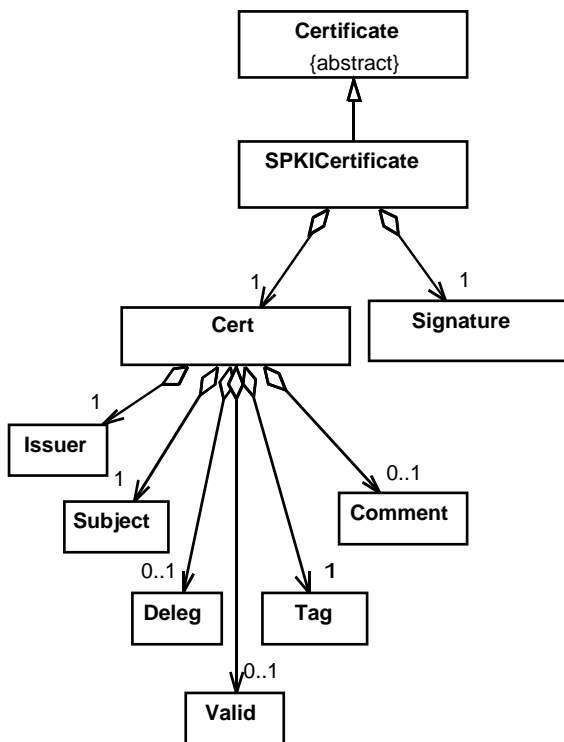 Certificate
{abstract}
SPKICertificate
1
1
Cert
Signature
1
Issuer
1
0..1
Subject
Comment
0..1
1
Deleg
Tag
0..1
Valid